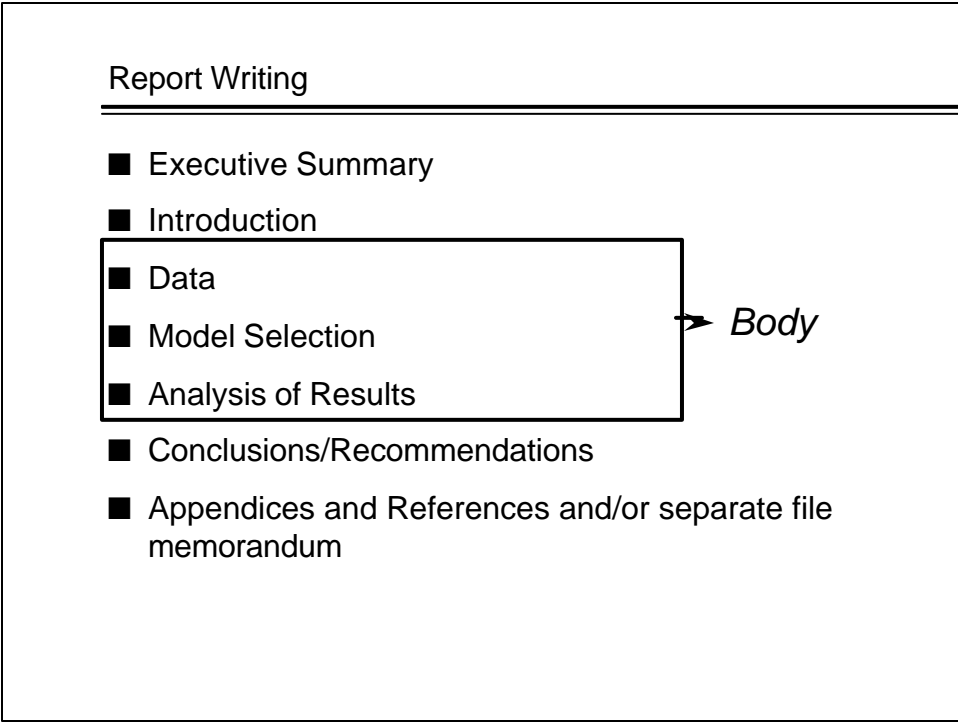 Report Writing
Executive Summary
Introduction
Data
Model Selection
Analysis of Results
Body
Conclusions/Recommendations
Appendices and References and/or separate file
memorandum